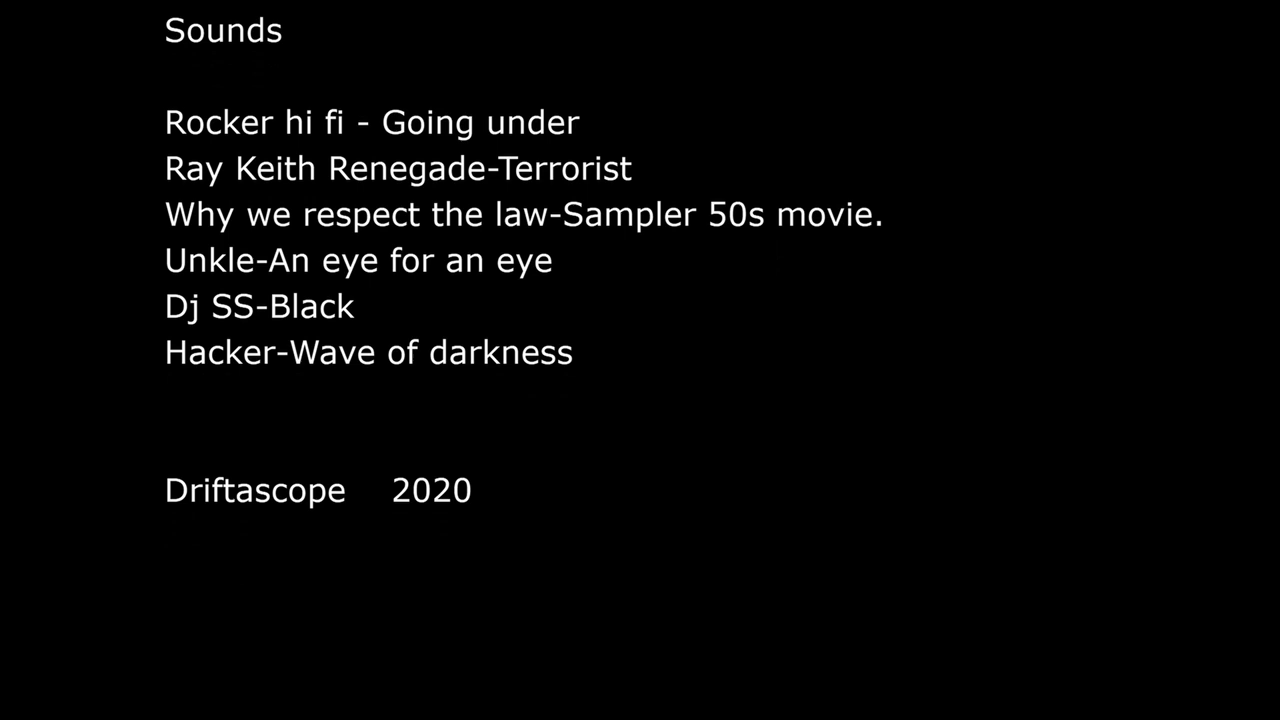 Sounds
Rocker hi fi - Going under
Ray Keith Renegade-Terrorist
Why we respect the law-Sampler 50s movie.
Unkle-An eye for an eye
Dj SS-Black
Hacker-Wave of darkness
Driftascope 2020